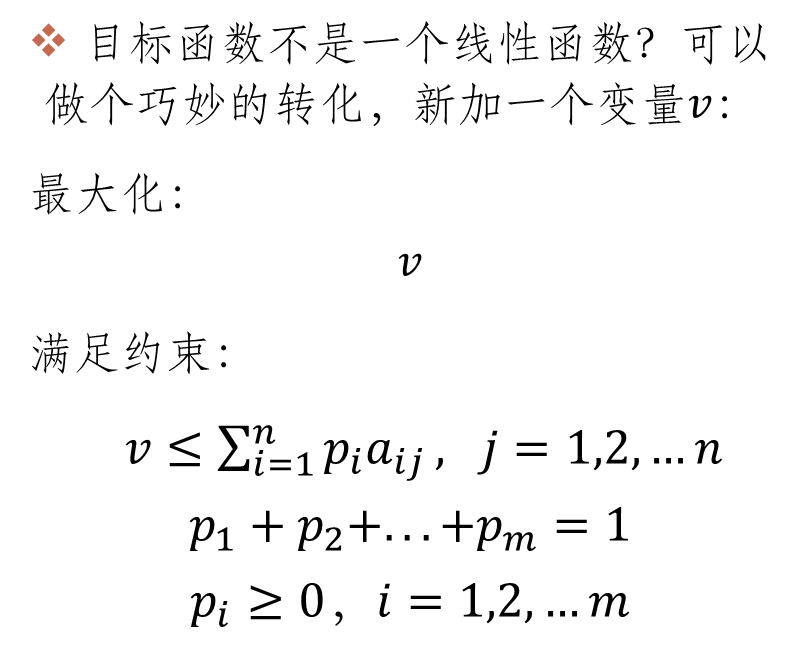 ❖ 目标函数不是一个线性函数？可以
做个巧妙的转化，新加一个变量𝑣：
最大化：
𝑣
满足约束：
𝑣 ≤ ∑ⁿᵢ₌₁ 𝑝ᵢ𝑎ᵢⱼ , 𝑗 = 1,2, … 𝑛
𝑝₁ + 𝑝₂+. . . +𝑝ₘ = 1
𝑝ᵢ ≥ 0 , 𝑖 = 1,2, … 𝑚